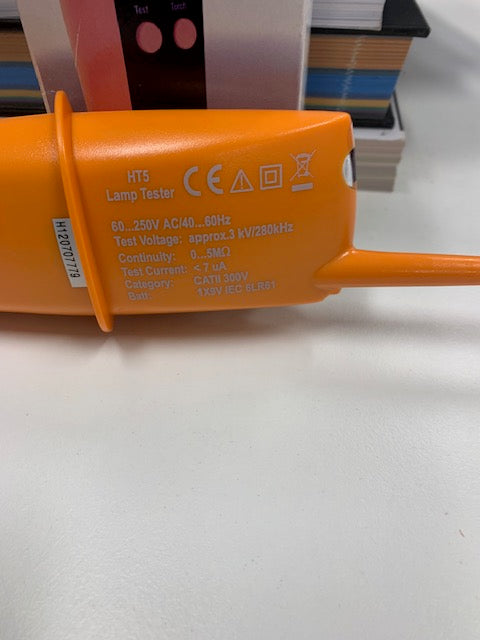 Test Torch
HT5
Lamp Tester
CE
60...250V AC/40...60Hz
Test Voltage: approx.3 kV/280kHz
Continuity: 0...5MΩ
Test Current: < 7 uA
Category: CATII 300V
Batt: 1X9V IEC 6LR61
H120707779